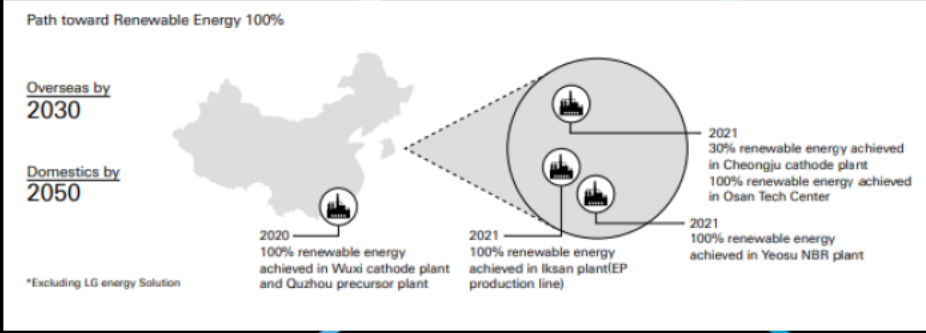 Path toward Renewable Energy 100%
Overseas by
2030
Domestics by
2050
*Excluding LG energy Solution
2020
100% renewable energy
achieved in Wuxi cathode plant
and Quzhou precursor plant
2021
100% renewable energy
achieved in Iksan plant(EP
production line)
2021
30% renewable energy achieved
in Cheongju cathode plant
100% renewable energy achieved
in Osan Tech Center
2021
100% renewable energy
achieved in Yeosu NBR plant